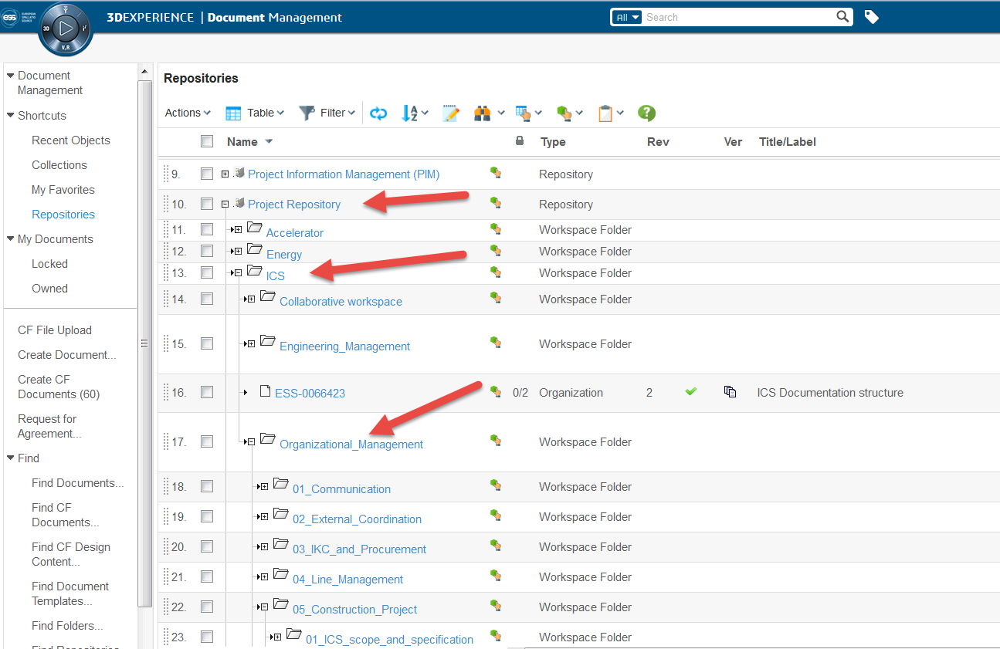 ess EUROPEAN SPALLATION SOURCE
3D V.R
3DEXPERIENCE | Document Management
All Search
Document Management
Shortcuts
Recent Objects
Collections
My Favorites
Repositories
My Documents
Locked
Owned
CF File Upload
Create Document...
Create CF
Documents (60)
Request for
Agreement...
Find
Find Documents...
Find CF
Documents...
Find CF Design
Content...
Find Document
Templates...
Find Folders...
Find Repositories
Repositories
Actions Table Filter
Name Type Rev Ver Title/Label
9. Project Information Management (PIM) Repository
10. Project Repository Repository
11. Accelerator Workspace Folder
12. Energy Workspace Folder
13. ICS Workspace Folder
14. Collaborative workspace Workspace Folder
15. Engineering_Management Workspace Folder
16. ESS-0066423 0/2 Organization 2 ICS Documentation structure
17. Organizational_Management Workspace Folder
18. 01_Communication Workspace Folder
19. 02_External_Coordination Workspace Folder
20. 03_IKC_and_Procurement Workspace Folder
21. 04_Line_Management Workspace Folder
22. 05_Construction_Project Workspace Folder
23. 01_ICS_scope_and_specification Workspace Folder